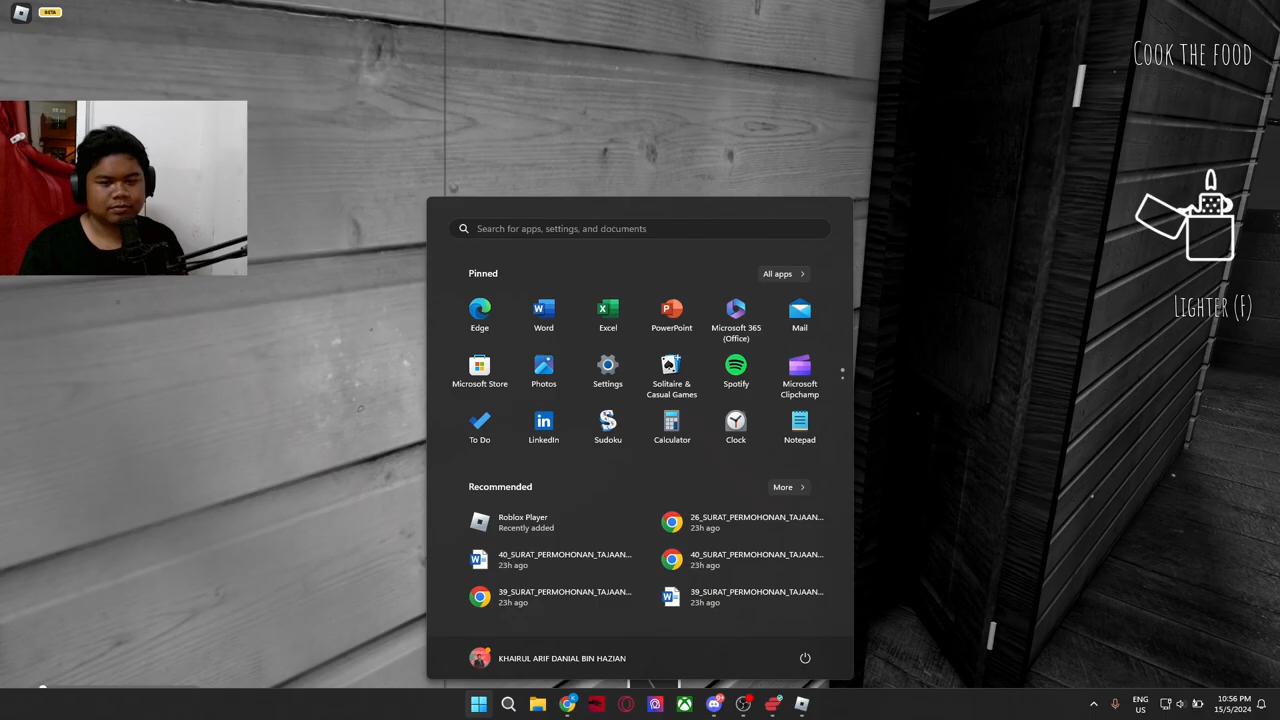 BETA
COOK THE FOOD
LIGHTER (F)
Search for apps, settings, and documents
Pinned
All apps
Edge
Word
Excel
PowerPoint
Microsoft 365
(Office)
Mail
Microsoft Store
Photos
Settings
Solitaire &
Casual Games
Spotify
Microsoft
Clipchamp
To Do
LinkedIn
Sudoku
Calculator
Clock
Notepad
Recommended
More
Roblox Player
Recently added
26_SURAT_PERMOHONAN_TAJAAN...
23h ago
40_SURAT_PERMOHONAN_TAJAAN...
23h ago
40_SURAT_PERMOHONAN_TAJAAN...
23h ago
39_SURAT_PERMOHONAN_TAJAAN...
23h ago
39_SURAT_PERMOHONAN_TAJAAN...
23h ago
KHAIRUL ARIF DANIAL BIN HAZIAN
ENG
US
10:56 PM
15/5/2024